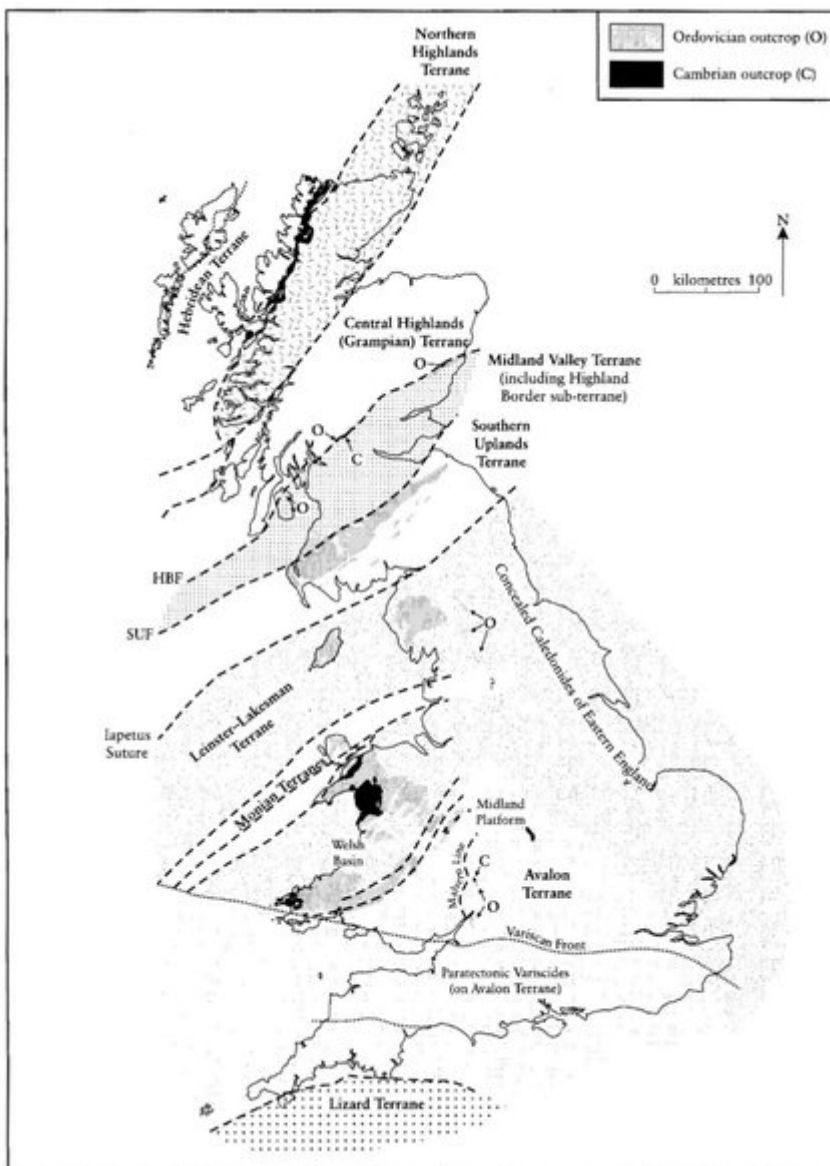 Northern
Highlands
Terrane
Ordovician outcrop (O)
Cambrian outcrop (C)
N
0 kilometres 100
Hebridean Terrane
Central Highlands
(Grampian) Terrane
O
Midland Valley Terrane
(including Highland
Border sub-terrane)
Southern
Uplands
Terrane
O
C
O
HBF
SUF
Iapetus
Suture
Leinster–Lakesman
Terrane
O
?
Concealed Caledonides of Eastern England
Monian Terrane
Welsh
Basin
Midland
Platform
Malvern Line
C
O
Avalon
Terrane
Variscan Front
Paratectonic Variscides
(on Avalon Terrane)
Lizard Terrane